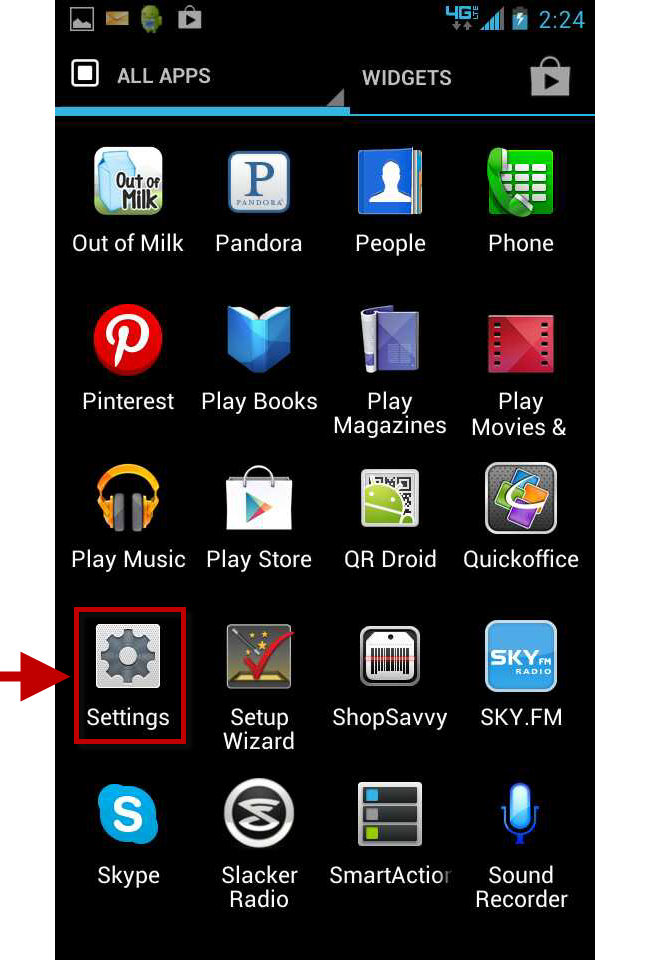 4G LTE 2:24
ALL APPS WIDGETS
Out of
Milk
P
PANDORA
Out of Milk Pandora People Phone
Pinterest Play Books Play Magazines Play Movies &
Play Music Play Store QR Droid Quickoffice
SKY.FM
RADIO
Settings Setup Wizard ShopSavvy SKY.FM
S
Skype Slacker Radio SmartAction Sound Recorder